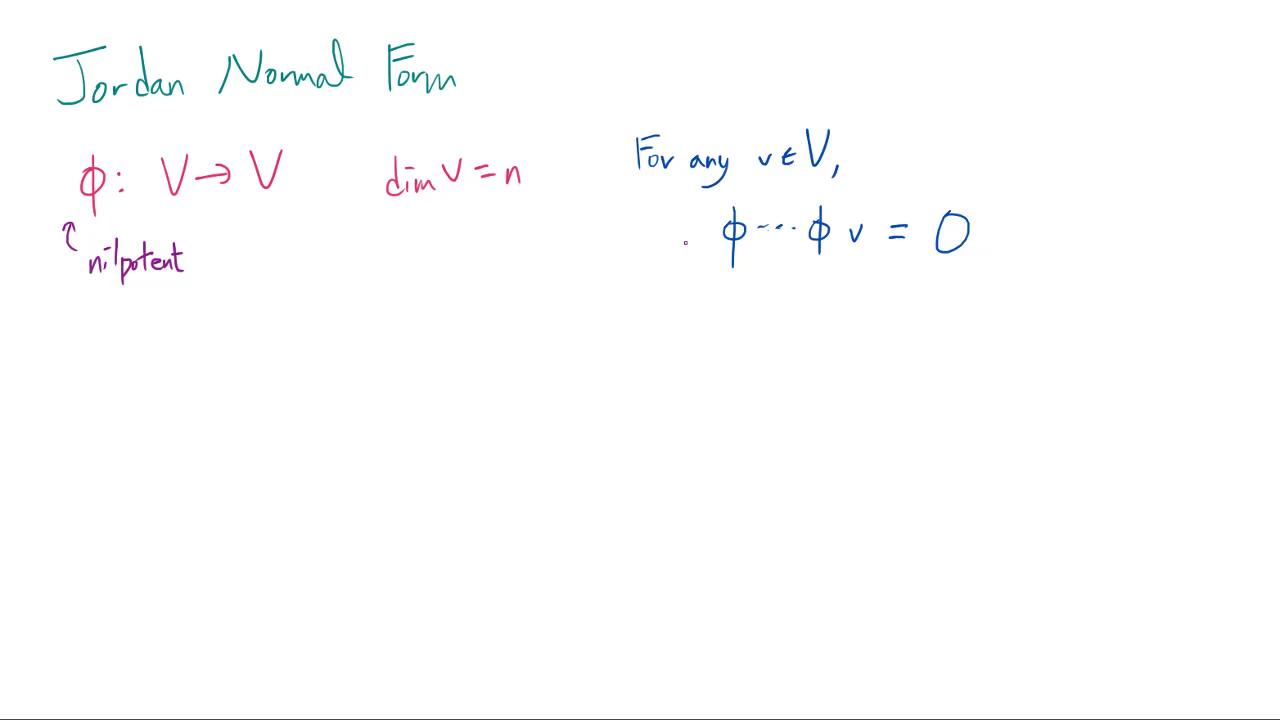 Jordan Normal Form
ϕ: V → V dim V = n
nilpotent
For any v ∈ V,
ϕ ··· ϕ v = 0